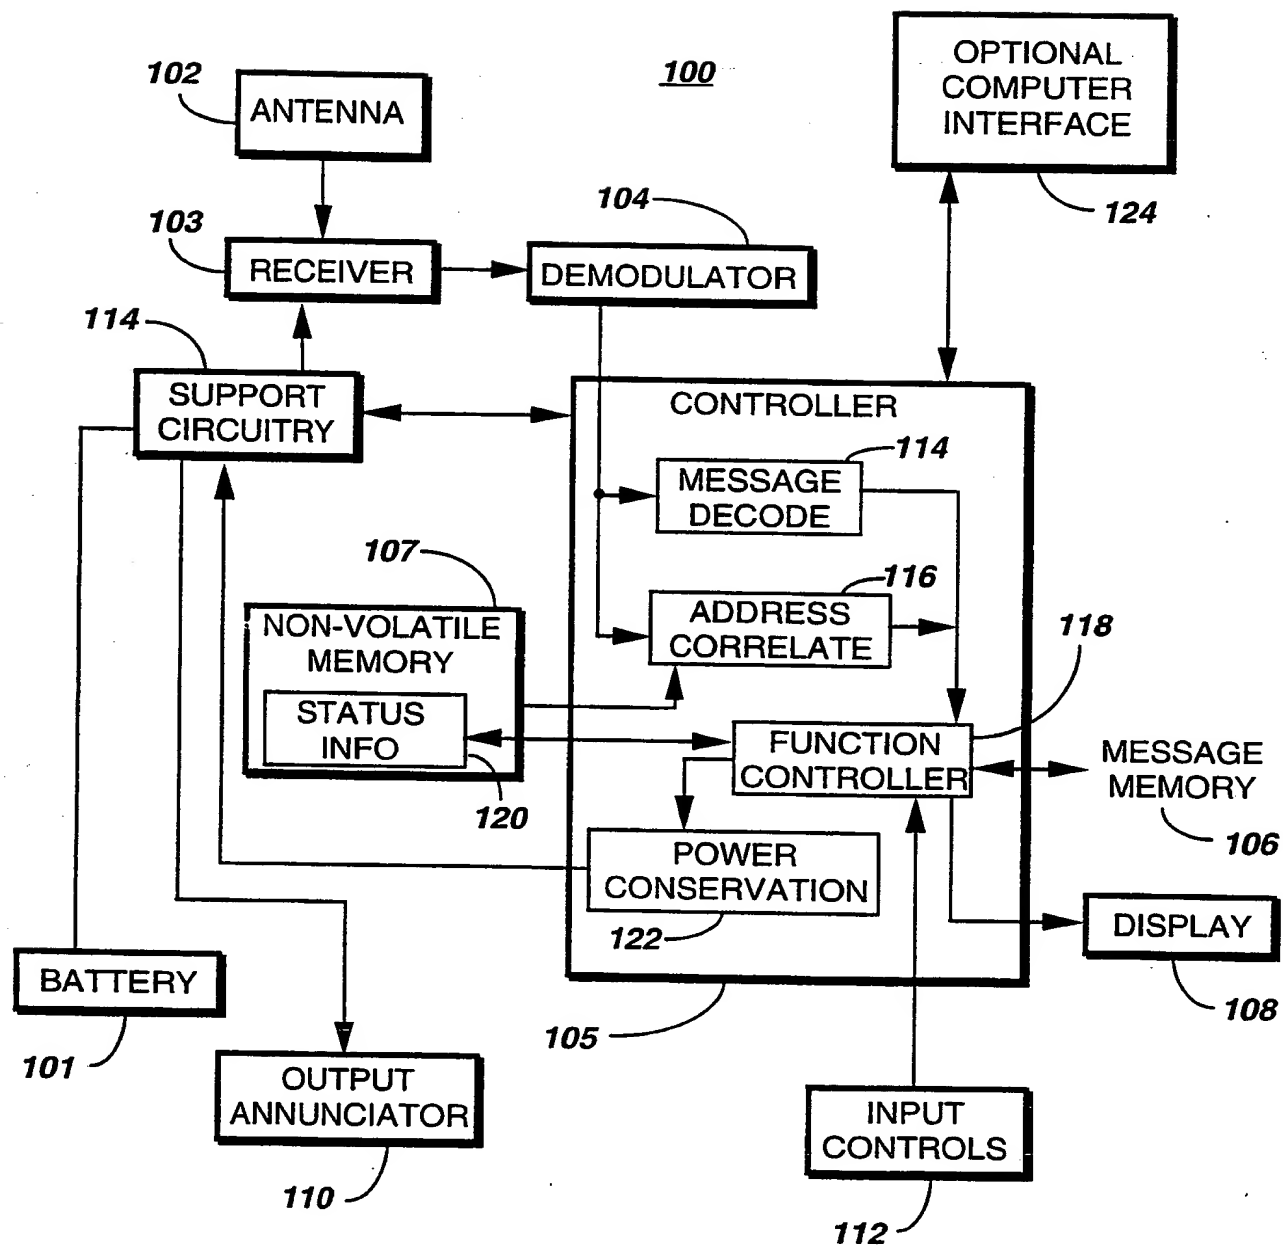 102
ANTENNA
100
OPTIONAL
COMPUTER
INTERFACE
124
103
RECEIVER
104
DEMODULATOR
114
SUPPORT
CIRCUITRY
CONTROLLER
114
MESSAGE
DECODE
107
NON-VOLATILE
MEMORY
STATUS
INFO
120
116
ADDRESS
CORRELATE
118
FUNCTION
CONTROLLER
MESSAGE
MEMORY
106
POWER
CONSERVATION
122
DISPLAY
108
BATTERY
101
105
OUTPUT
ANNUNCIATOR
110
INPUT
CONTROLS
112